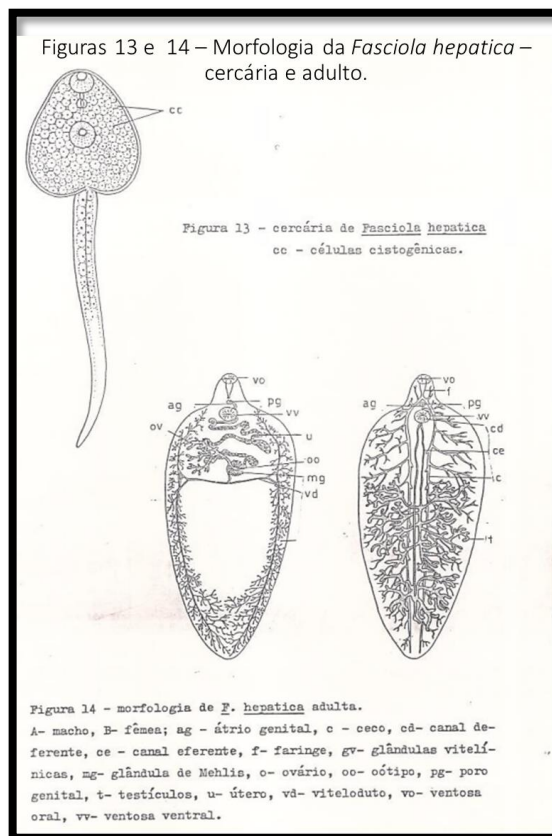 Figuras 13 e 14 – Morfologia da Fasciola hepatica –
cercária e adulto.
cc
Figura 13 - cercária de Fasciola hepatica
cc - células cistogênicas.
vo
ag
pg
vv
ov
u
oo
mg
vd
vo
f
ag
pg
vv
cd
ce
c
Figura 14 - morfologia de F. hepatica adulta.
A- macho, B- fêmea; ag - átrio genital, c - ceco, cd- canal de-
ferente, ce - canal eferente, f- faringe, gv- glândulas vitelí-
nicas, mg- glândula de Mehlis, o- ovário, oo- oótipo, pg- poro
genital, t- testículos, u- útero, vd- viteloduto, vo- ventosa
oral, vv- ventosa ventral.